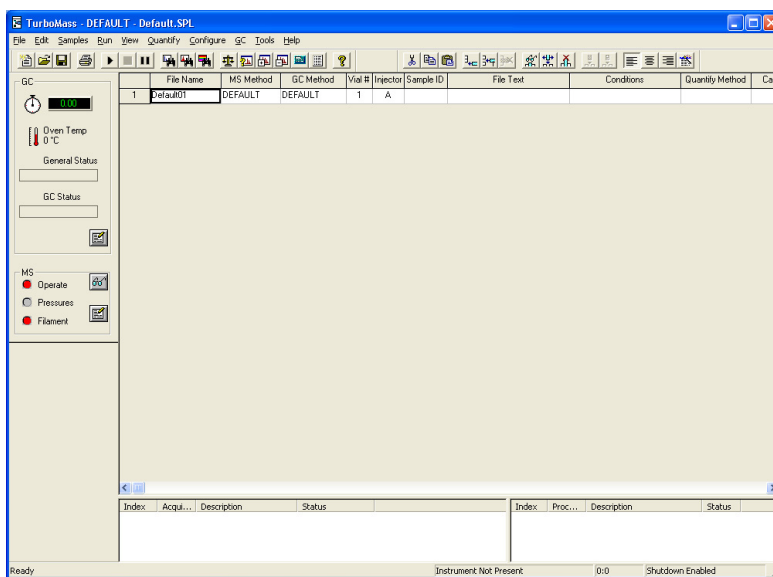 TurboMass - DEFAULT - Default.SPL
File Edit Samples Run View Quantify Configure GC Tools Help
File Name MS Method GC Method Vial # Injector Sample ID File Text Conditions Quantify Method Ca
1 Default01 DEFAULT DEFAULT 1 A
GC
0.00
Oven Temp
0 °C
General Status
GC Status
MS
Operate
Pressures
Filament
Index Acqui... Description Status
Index Proc... Description Status
Ready Instrument Not Present 0:0 Shutdown Enabled